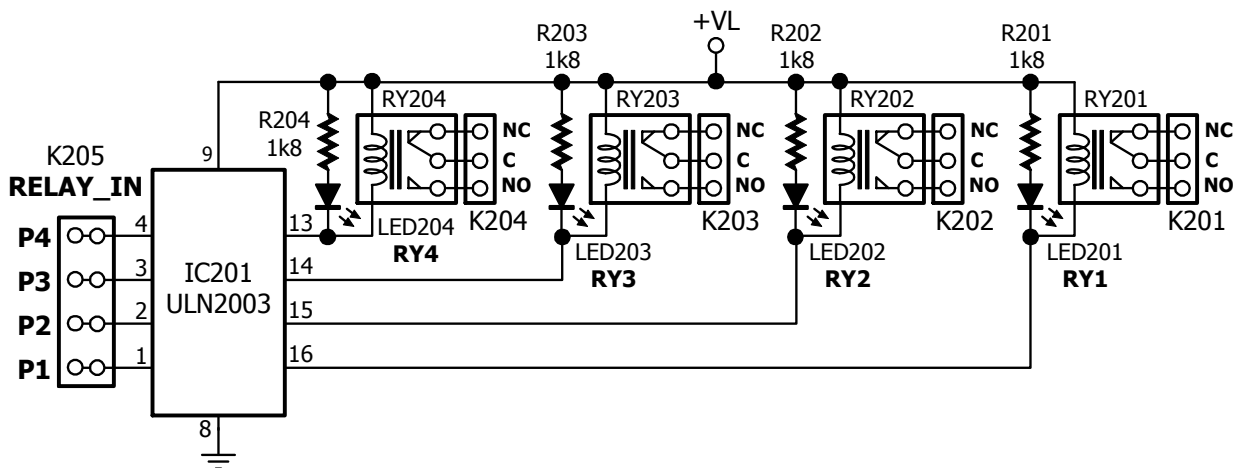 +VL
R203
1k8
R202
1k8
R201
1k8
RY204
RY203
RY202
RY201
R204
1k8
NC
C
NO
NC
C
NO
NC
C
NO
NC
C
NO
K204
K203
K202
K201
LED204
RY4
LED203
RY3
LED202
RY2
LED201
RY1
K205
RELAY_IN
9
P4
4
13
P3
3
14
P2
2
15
P1
1
16
IC201
ULN2003
8